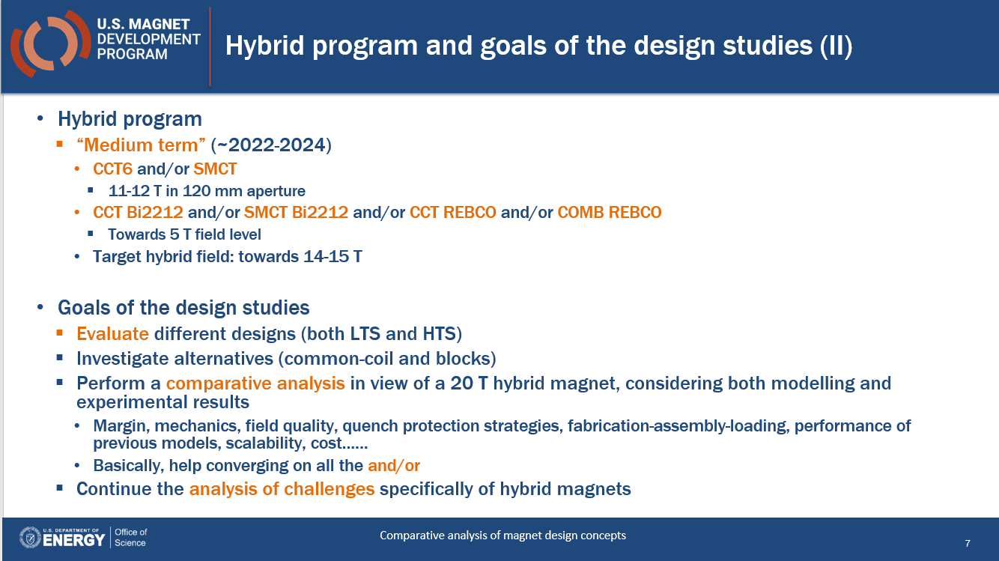 U.S. MAGNET
DEVELOPMENT
PROGRAM
Hybrid program and goals of the design studies (II)
• Hybrid program
▪ “Medium term” (~2022-2024)
• CCT6 and/or SMCT
▪ 11-12 T in 120 mm aperture
• CCT Bi2212 and/or SMCT Bi2212 and/or CCT REBCO and/or COMB REBCO
▪ Towards 5 T field level
• Target hybrid field: towards 14-15 T
• Goals of the design studies
▪ Evaluate different designs (both LTS and HTS)
▪ Investigate alternatives (common-coil and blocks)
▪ Perform a comparative analysis in view of a 20 T hybrid magnet, considering both modelling and
experimental results
• Margin, mechanics, field quality, quench protection strategies, fabrication-assembly-loading, performance of
previous models, scalability, cost......
• Basically, help converging on all the and/or
▪ Continue the analysis of challenges specifically of hybrid magnets
U.S. DEPARTMENT OF
ENERGY
Office of
Science
Comparative analysis of magnet design concepts
7